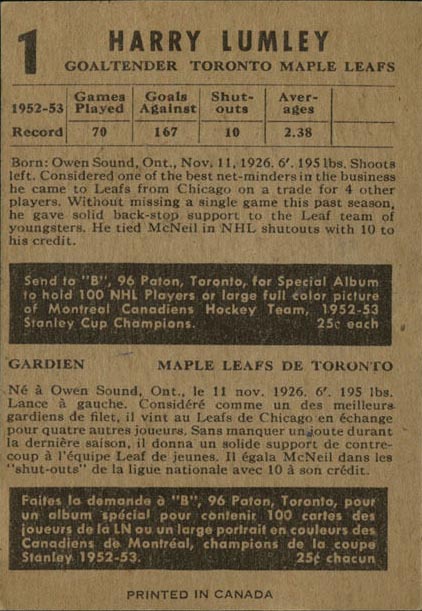 1 HARRY LUMLEY
GOALTENDER TORONTO MAPLE LEAFS
1952-53 Games Played Goals Against Shut-outs Aver-ages
Record 70 167 10 2.38
Born: Owen Sound, Ont., Nov. 11, 1926. 6'. 195 lbs. Shoots
left. Considered one of the best net-minders in the business
he came to Leafs from Chicago on a trade for 4 other
players. Without missing a single game this past season,
he gave solid back-stop support to the Leaf team of
youngsters. He tied McNeil in NHL shutouts with 10 to
his credit.
Send to "B", 96 Paton, Toronto, for Special Album
to hold 100 NHL Players or large full color picture
of Montreal Canadiens Hockey Team, 1952-53
Stanley Cup Champions. 25c each
GARDIEN MAPLE LEAFS DE TORONTO
Né à Owen Sound, Ont., le 11 nov. 1926. 6'. 195 lbs.
Lance à gauche. Considéré comme un des meilleurs
gardiens de filet, il vint au Leafs de Chicago en échange
pour quatre autres joueurs. Sans manquer un joute durant
la dernière saison, il donna un solide support de contre-
coup à l'équipe Leaf de jeunes. Il égala McNeil dans les
"shut-outs" de la ligue nationale avec 10 à son crédit.
Faites la demande à "B", 96 Paton, Toronto, pour
un album spécial pour contenir 100 cartes des
joueurs de la LN ou un large portrait en couleurs des
Canadiens de Montréal, champions de la coupe
Stanley 1952-53. 25¢ chacun
PRINTED IN CANADA